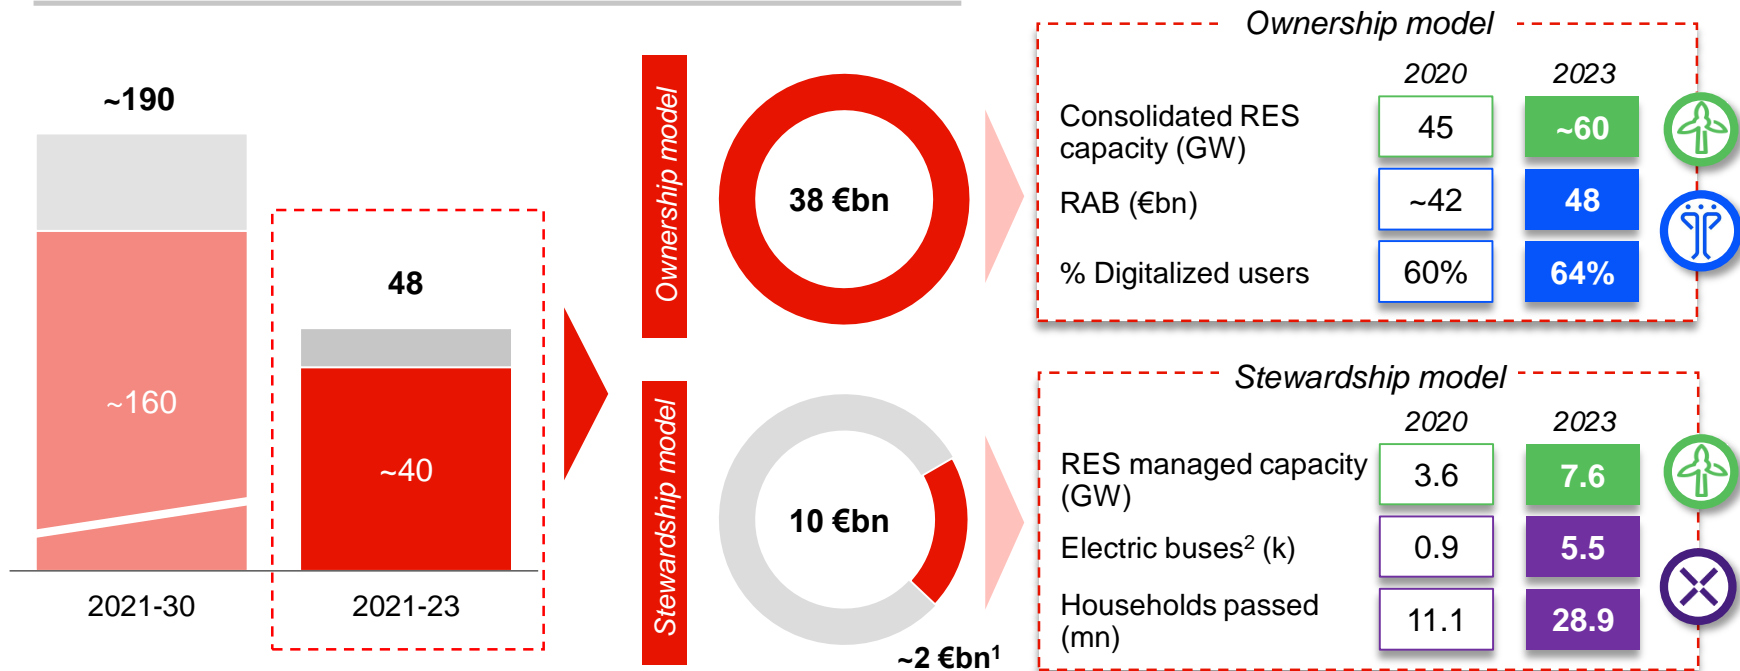 ~190
~160
2021-30
48
~40
2021-23
Ownership model
38 €bn
Stewardship model
10 €bn
~2 €bn¹
Ownership model
2020 2023
Consolidated RES
capacity (GW)
45 ~60
RAB (€bn) ~42 48
% Digitalized users 60% 64%
Stewardship model
2020 2023
RES managed capacity
(GW)
3.6 7.6
Electric buses² (k) 0.9 5.5
Households passed
(mn)
11.1 28.9